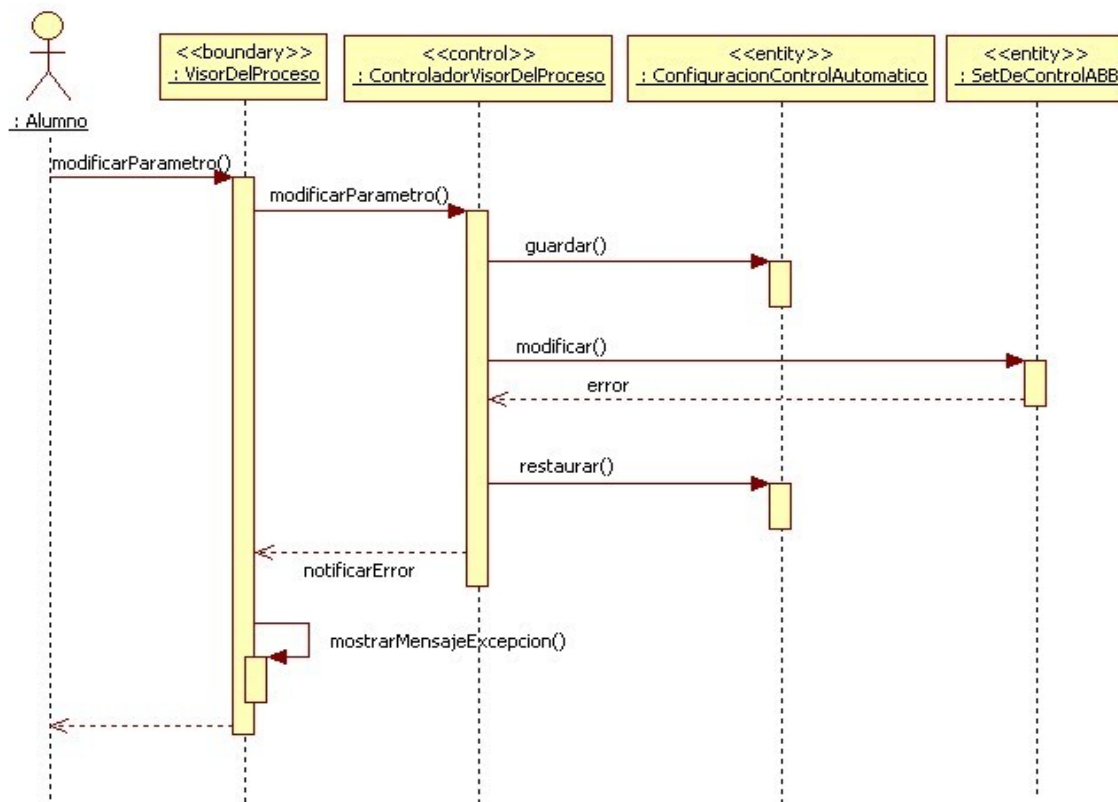 <<boundary>>
: VisorDelProceso
<<control>>
: ControladorVisorDelProceso
<<entity>>
: ConfiguracionControlAutomatico
<<entity>>
: SetDeControlABB
: Alumno
modificarParametro()
modificarParametro()
guardar()
modificar()
error
restaurar()
notificarError
mostrarMensajeExcepcion()